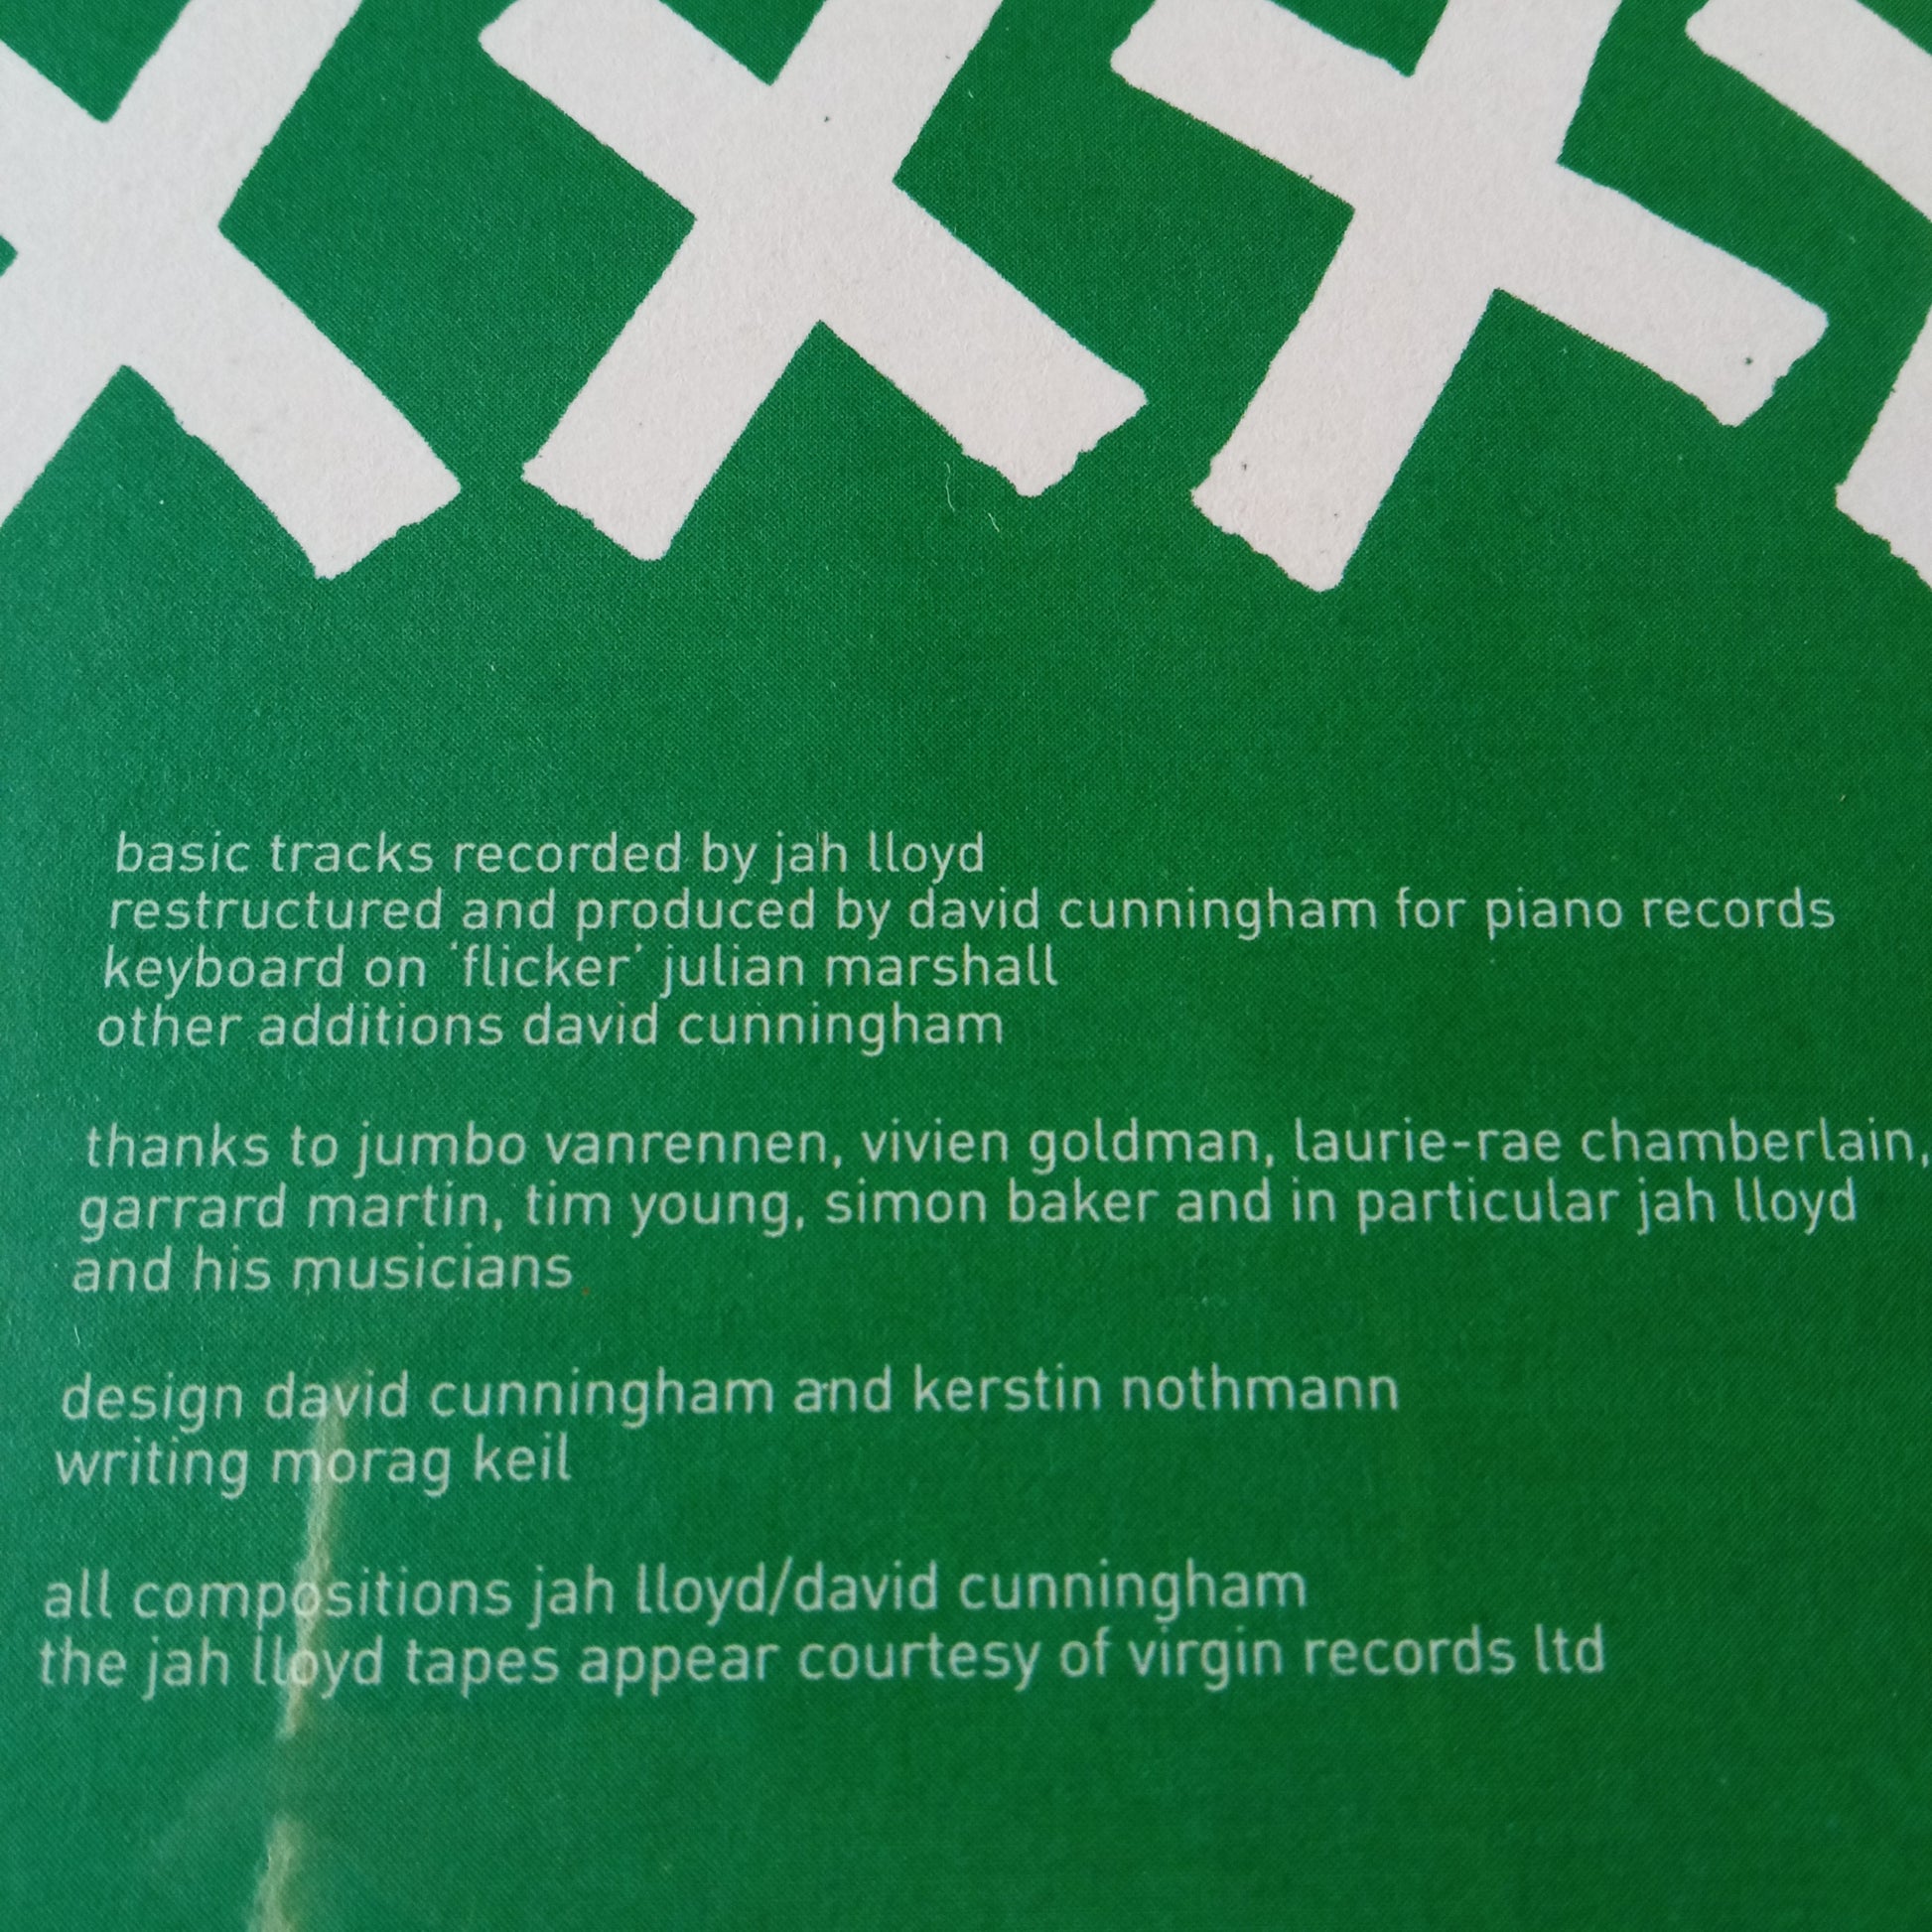 basic tracks recorded by jah lloyd
restructured and produced by david cunningham for piano records
keyboard on ‘flicker’ julian marshall
other additions david cunningham
thanks to jumbo vanrennen, vivien goldman, laurie-rae chamberlain,
garrard martin, tim young, simon baker and in particular jah lloyd
and his musicians
design david cunningham and kerstin nothmann
writing morag keil
all compositions jah lloyd/david cunningham
the jah lloyd tapes appear courtesy of virgin records ltd